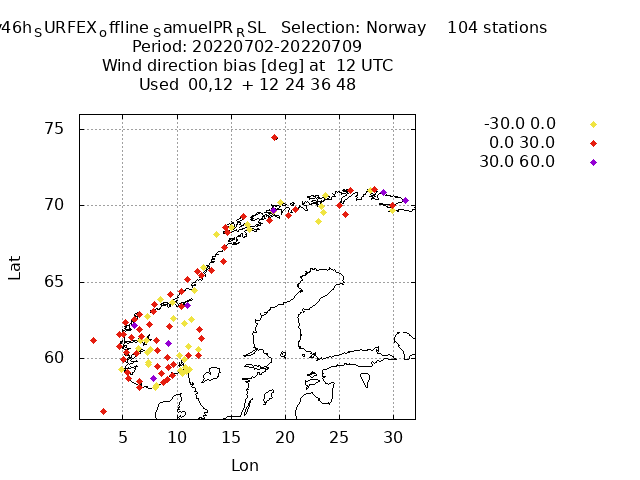 46h_SURFEX_offline_SamuelPR_RSL Selection: Norway 104 stations
Period: 20220702-20220709
Wind direction bias [deg] at 12 UTC
Used 00,12 + 12 24 36 48
-30.0 0.0
0.0 30.0
30.0 60.0
75
70
65
60
Lat
5 10 15 20 25 30
Lon